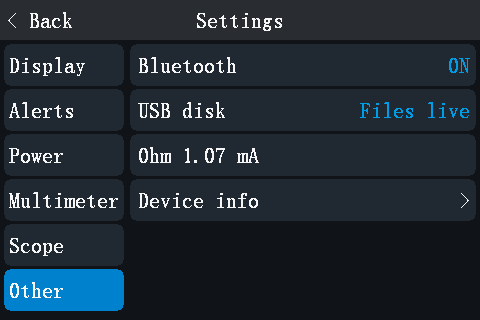 Back
Settings
Display
Bluetooth ON
Alerts
USB disk Files live
Power
Ohm 1.07 mA
Multimeter
Device info
Scope
Other